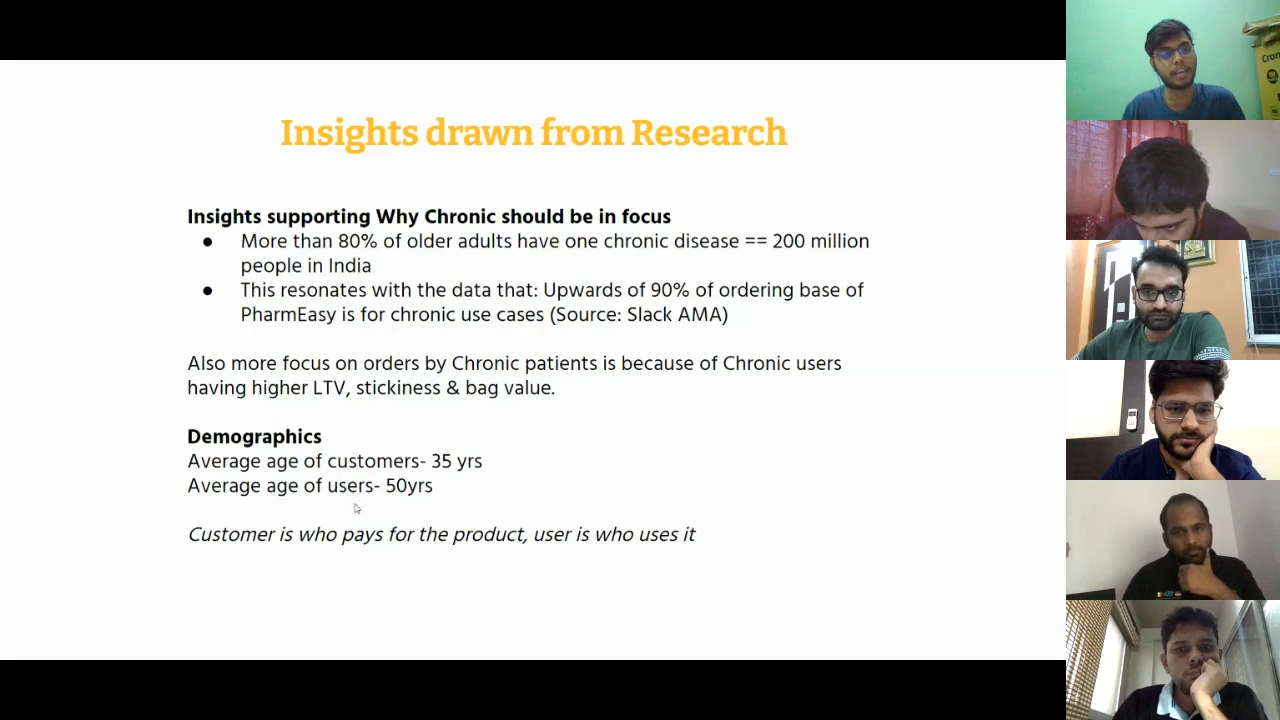 Insights drawn from Research
Insights supporting Why Chronic should be in focus
● More than 80% of older adults have one chronic disease == 200 million
people in India
● This resonates with the data that: Upwards of 90% of ordering base of
PharmEasy is for chronic use cases (Source: Slack AMA)
Also more focus on orders by Chronic patients is because of Chronic users
having higher LTV, stickiness & bag value.
Demographics
Average age of customers- 35 yrs
Average age of users- 50yrs
Customer is who pays for the product, user is who uses it